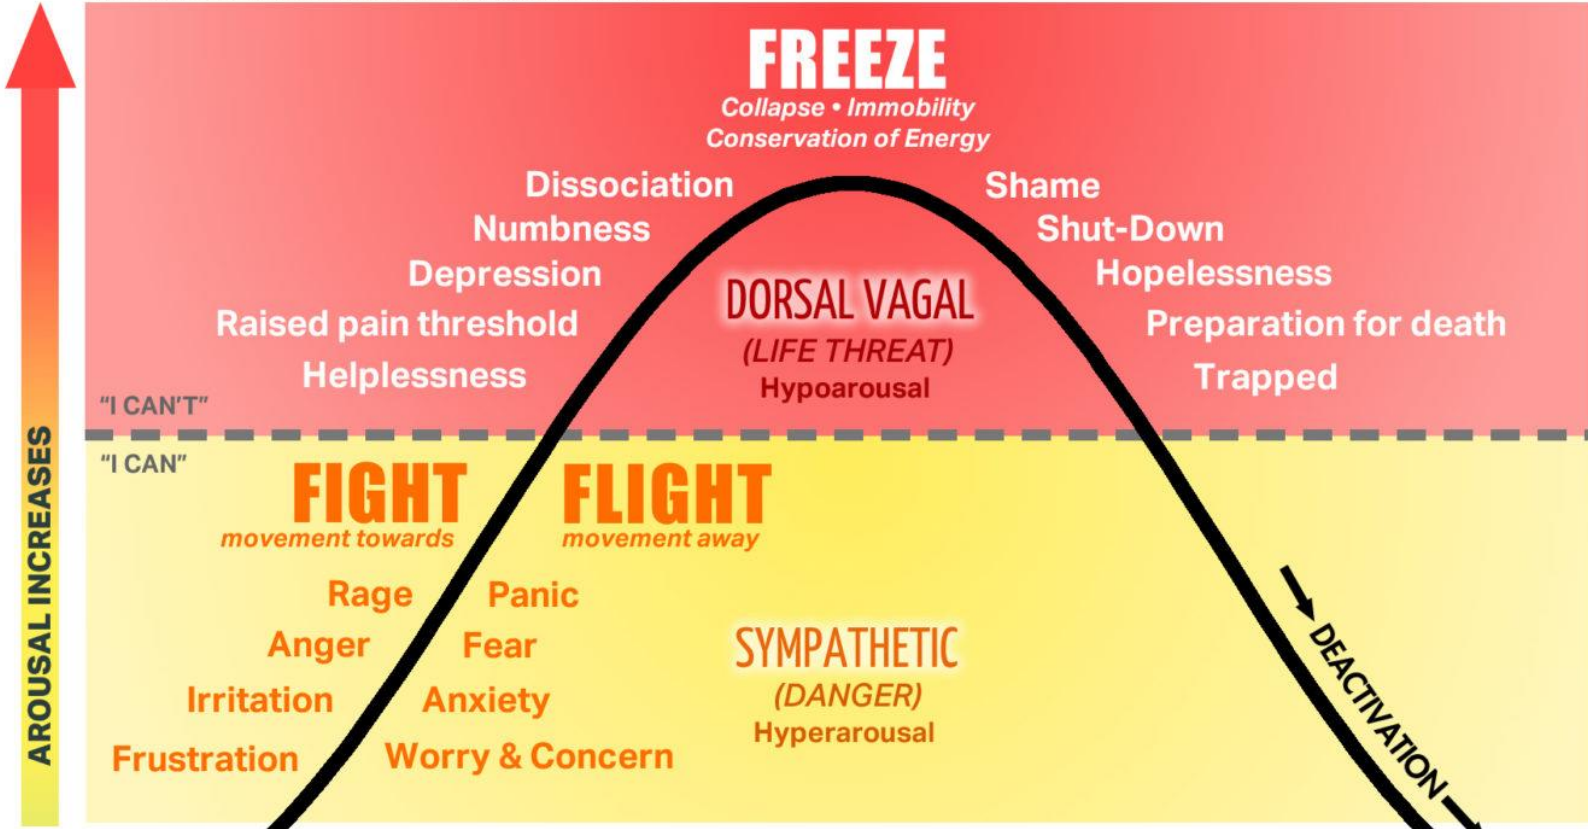 FREEZE
Collapse • Immobility
Conservation of Energy
Dissociation
Numbness
Depression
Raised pain threshold
Helplessness
Shame
Shut-Down
Hopelessness
Preparation for death
Trapped
DORSAL VAGAL
(LIFE THREAT)
Hypoarousal
“I CAN’T”
“I CAN”
FIGHT
movement towards
Rage
Anger
Irritation
Frustration
FLIGHT
movement away
Panic
Fear
Anxiety
Worry & Concern
SYMPATHETIC
(DANGER)
Hyperarousal
DEACTIVATION
AROUSAL INCREASES